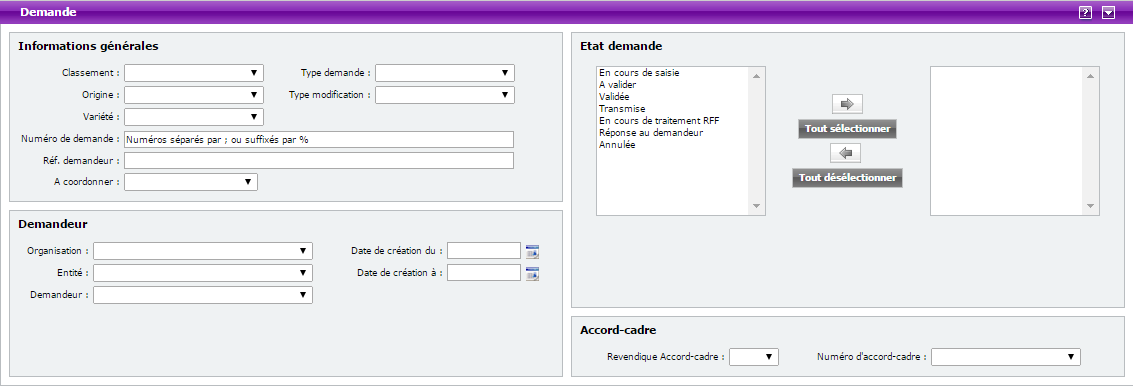 Demande
?
Informations générales
Classement :
Type demande :
Origine :
Type modification :
Variété :
Numéro de demande : Numéros séparés par ; ou suffixés par %
Réf. demandeur :
A coordonner :
Demandeur
Organisation :
Date de création du :
Entité :
Date de création à :
Demandeur :
Etat demande
En cours de saisie
A valider
Validée
Transmise
En cours de traitement RFF
Réponse au demandeur
Annulée
Tout sélectionner
Tout désélectionner
Accord-cadre
Revendique Accord-cadre :
Numéro d'accord-cadre :